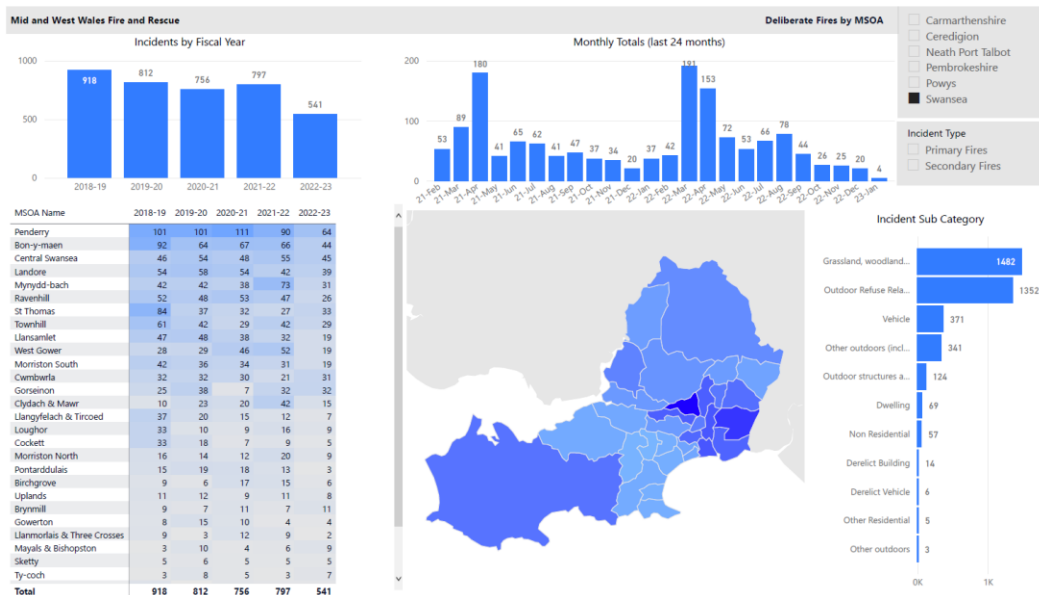 Mid and West Wales Fire and Rescue
Deliberate Fires by MSOA
Carmarthenshire
Ceredigion
Neath Port Talbot
Pembrokeshire
Powys
Swansea
Incident Type
Primary Fires
Secondary Fires
Incidents by Fiscal Year
1000
500
0
918
812
756
797
541
2018-19
2019-20
2020-21
2021-22
2022-23
Monthly Totals (last 24 months)
200
100
0
53
89
180
41
65
62
41
47
37
34
20
37
42
191
153
72
53
66
78
44
26
25
20
4
21-Feb
21-Mar
21-Apr
21-May
21-Jun
21-Jul
21-Aug
21-Sep
21-Oct
21-Nov
21-Dec
22-Jan
22-Feb
22-Mar
22-Apr
22-May
22-Jun
22-Jul
22-Aug
22-Sep
22-Oct
22-Nov
22-Dec
23-Jan
MSOA Name 2018-19 2019-20 2020-21 2021-22 2022-23
Penderry 101 101 111 90 64
Bon-y-maen 92 64 67 66 44
Central Swansea 46 54 48 55 45
Landore 54 58 54 42 39
Mynydd-bach 42 42 38 73 31
Ravenhill 52 48 53 47 26
St Thomas 84 37 32 27 33
Townhill 61 42 29 42 29
Llansamlet 47 48 38 32 19
West Gower 28 29 46 52 19
Morriston South 42 36 34 31 19
Cwmbwrla 32 32 30 21 31
Gorseinon 25 38 7 32 32
Clydach & Mawr 10 23 20 42 15
Llangyfelach & Tircoed 37 20 15 12 7
Loughor 33 10 9 16 9
Cockett 33 18 7 9 5
Morriston North 16 14 12 20 9
Pontarddulais 15 19 18 13 3
Birchgrove 9 6 17 15 6
Uplands 11 12 9 11 8
Brynmill 9 7 11 7 11
Gowerton 8 15 10 4 4
Llanmorlais & Three Crosses 9 3 12 9 2
Mayals & Bishopston 3 10 4 6 9
Sketty 5 6 5 5 5
Ty-coch 3 8 5 3 7
Total 918 812 756 797 541
Incident Sub Category
Grassland, woodland... 1482
Outdoor Refuse Rela... 1352
Vehicle 371
Other outdoors (incl... 341
Outdoor structures a... 124
Dwelling 69
Non Residential 57
Derelict Building 14
Derelict Vehicle 6
Other Residential 5
Other outdoors 3
0K 1K